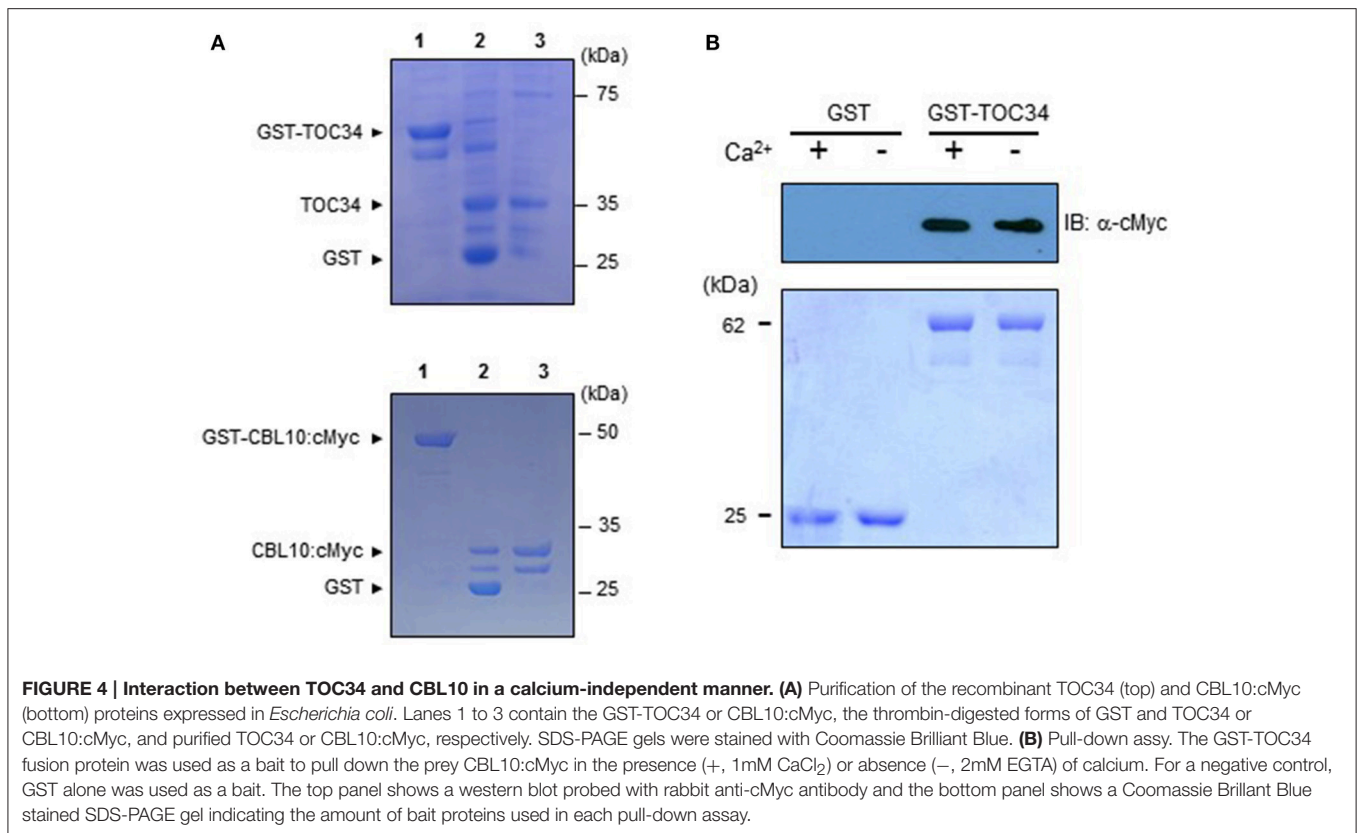 A
1 2 3
(kDa)
75
GST-TOC34
TOC34
35
GST
25
1 2 3
(kDa)
GST-CBL10:cMyc
50
35
CBL10:cMyc
GST
25
B
GST GST-TOC34
Ca2+ + - + -
IB: α-cMyc
(kDa)
62
25
FIGURE 4 | Interaction between TOC34 and CBL10 in a calcium-independent manner. (A) Purification of the recombinant TOC34 (top) and CBL10:cMyc
(bottom) proteins expressed in Escherichia coli. Lanes 1 to 3 contain the GST-TOC34 or CBL10:cMyc, the thrombin-digested forms of GST and TOC34 or
CBL10:cMyc, and purified TOC34 or CBL10:cMyc, respectively. SDS-PAGE gels were stained with Coomassie Brilliant Blue. (B) Pull-down assy. The GST-TOC34
fusion protein was used as a bait to pull down the prey CBL10:cMyc in the presence (+, 1mM CaCl2) or absence (−, 2mM EGTA) of calcium. For a negative control,
GST alone was used as a bait. The top panel shows a western blot probed with rabbit anti-cMyc antibody and the bottom panel shows a Coomassie Brillant Blue
stained SDS-PAGE gel indicating the amount of bait proteins used in each pull-down assay.